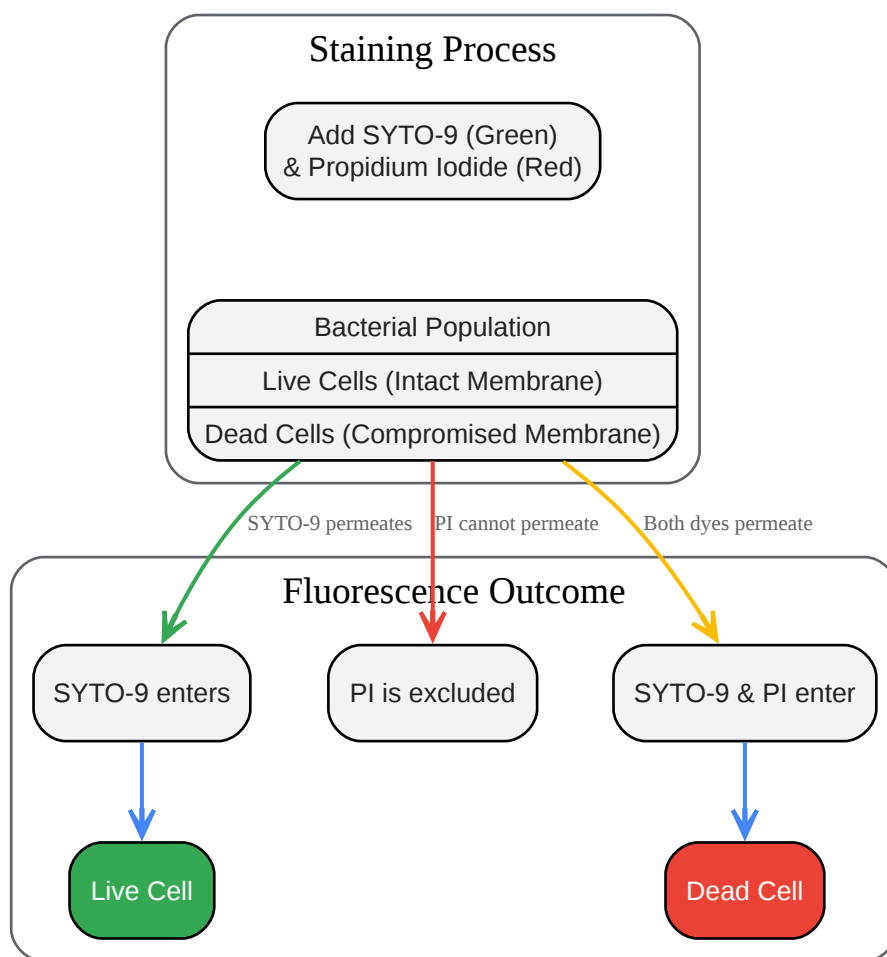 Staining Process
Add SYTO-9 (Green)
& Propidium Iodide (Red)
Bacterial Population
Live Cells (Intact Membrane)
Dead Cells (Compromised Membrane)
SYTO-9 permeates
PI cannot permeate
Both dyes permeate
Fluorescence Outcome
SYTO-9 enters
PI is excluded
SYTO-9 & PI enter
Live Cell
Dead Cell